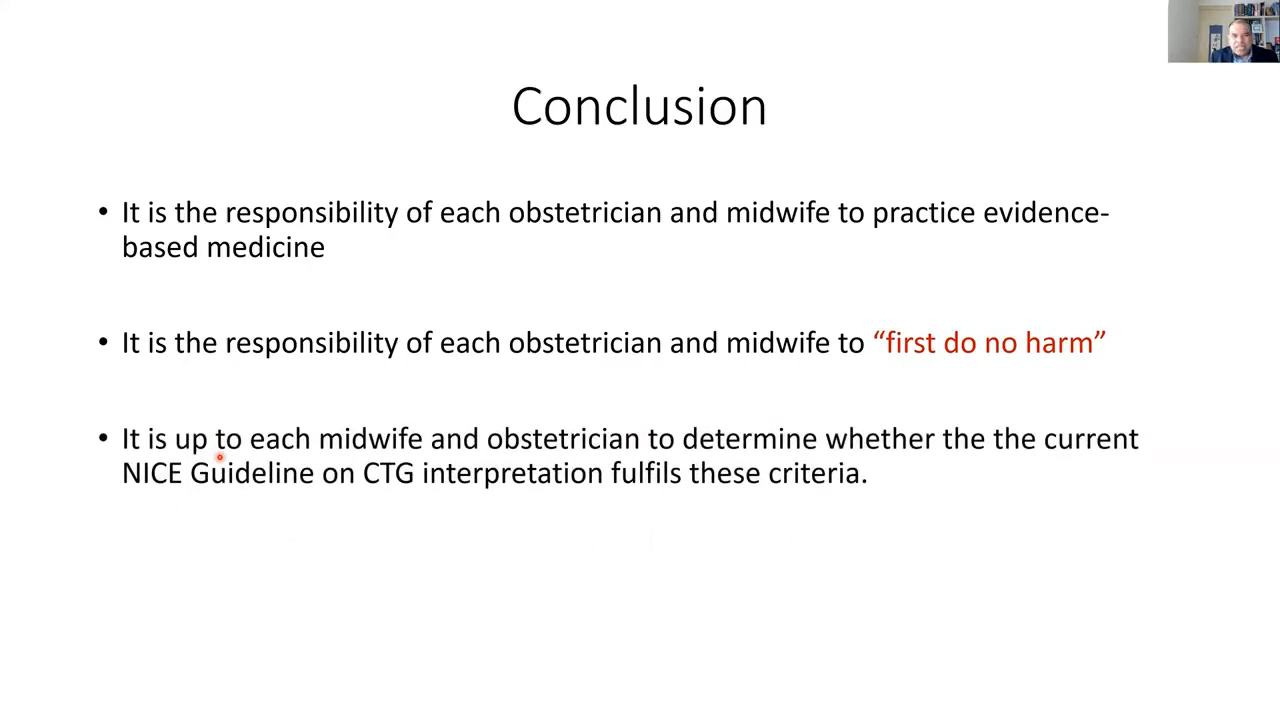 Conclusion
• It is the responsibility of each obstetrician and midwife to practice evidence-
based medicine
• It is the responsibility of each obstetrician and midwife to “first do no harm”
• It is up to each midwife and obstetrician to determine whether the the current
NICE Guideline on CTG interpretation fulfils these criteria.